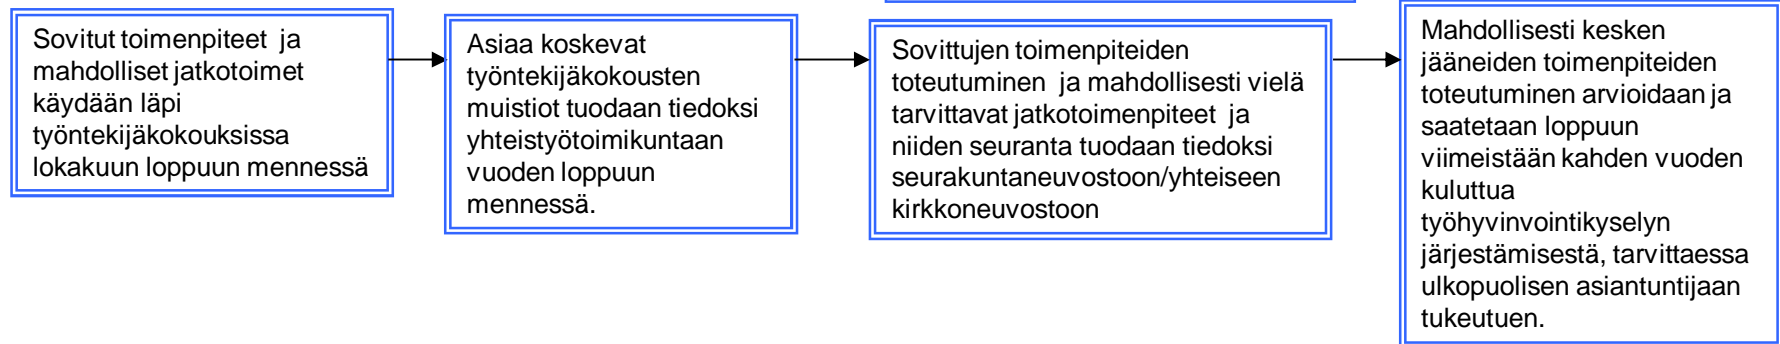 Sovitut toimenpiteet ja
mahdolliset jatkotoimet
käydään läpi
työntekijäkokouksissa
lokakuun loppuun mennessä
Asiaa koskevat
työntekijäkokousten
muistiot tuodaan tiedoksi
yhteistyötoimikuntaan
vuoden loppuun
mennessä.
Sovittujen toimenpiteiden
toteutuminen ja mahdollisesti vielä
tarvittavat jatkotoimenpiteet ja
niiden seuranta tuodaan tiedoksi
seurakuntaneuvostoon/yhteiseen
kirkkoneuvostoon
Mahdollisesti kesken
jääneiden toimenpiteiden
toteutuminen arvioidaan ja
saatetaan loppuun
viimeistään kahden vuoden
kuluttua
työhyvinvointikyselyn
järjestämisestä, tarvittaessa
ulkopuolisen asiantuntijaan
tukeutuen.